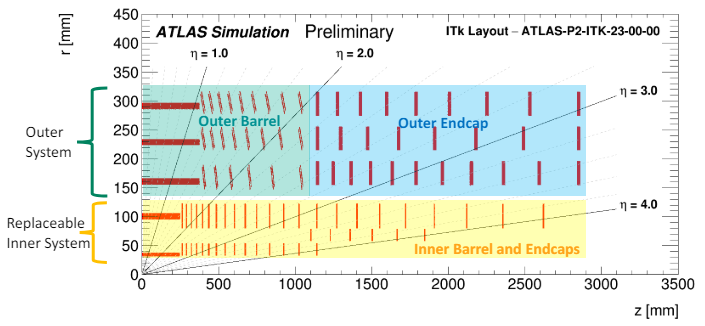 ATLAS Simulation Preliminary
ITk Layout – ATLAS-P2-ITK-23-00-00
r [mm]
450
400
350
300
250
200
150
100
50
0
η = 1.0
η = 2.0
η = 3.0
η = 4.0
Outer
System
Replaceable
Inner System
Outer Barrel
Outer Endcap
Inner Barrel and Endcaps
0 500 1000 1500 2000 2500 3000 3500
z [mm]